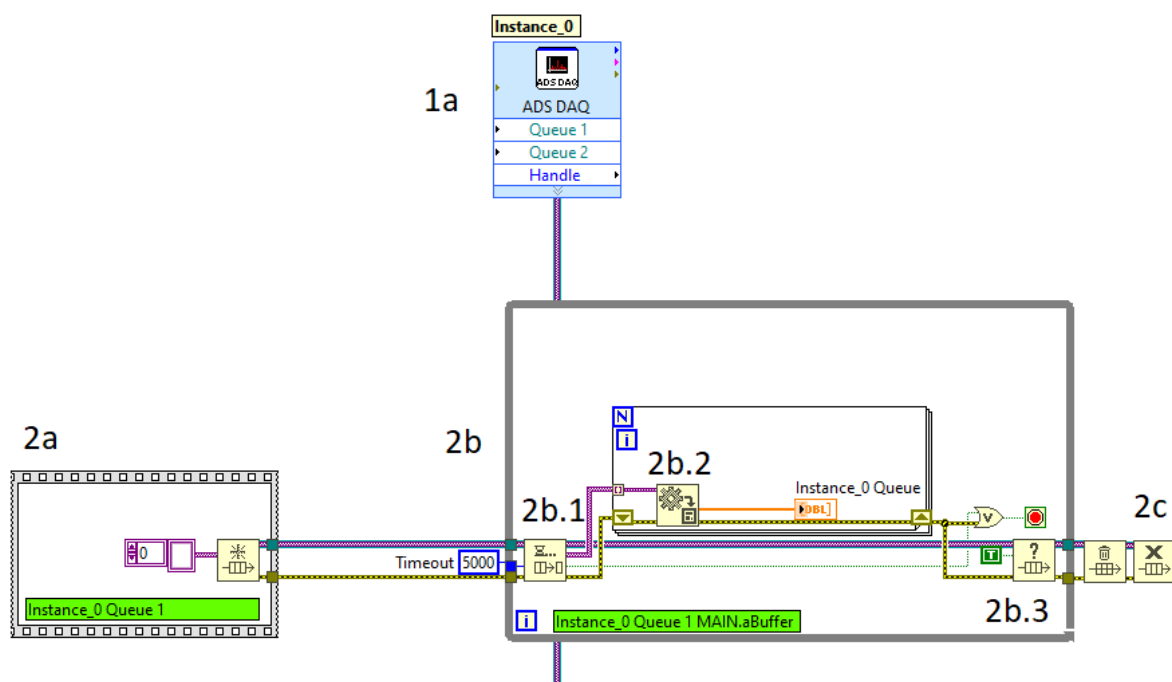 Instance_0
1a
ADS DAQ
ADS DAQ
Queue 1
Queue 2
Handle
2a
2b
N
i
2b.2
Instance_0 Queue
DBL]
2b.1
V
2c
0
Timeout 5000
T
?
Instance_0 Queue 1
i
Instance_0 Queue 1 MAIN.aBuffer
2b.3